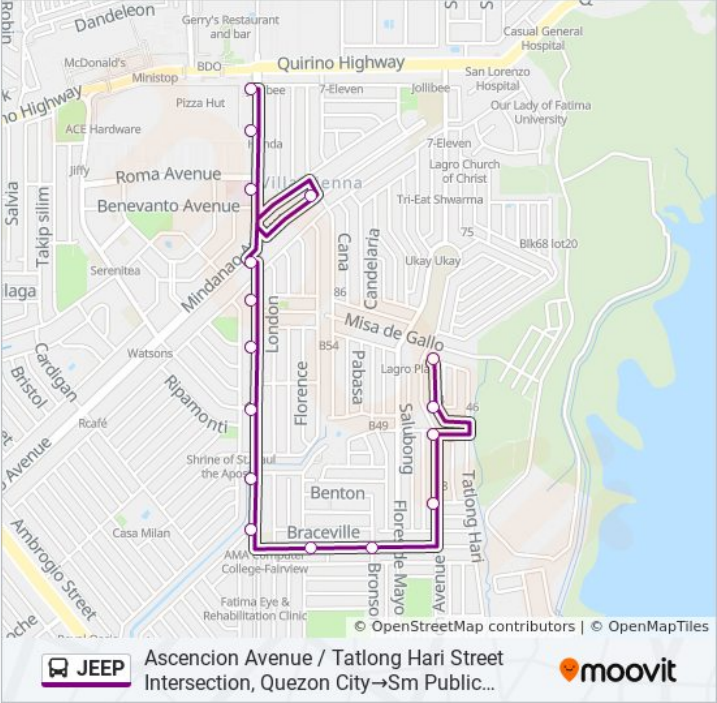 Robin
Dandeleon
Gerry's Restaurant
and bar
S
S
Q
Casual General
Hospital
McDonald's
BDO
Quirino Highway
Ministop
San Lorenzo
Hospital
7-Eleven
Jollibee
Pizza Hut
Our Lady of Fatima
University
ACE Hardware
7-Eleven
Jiffy
Lagro Church
of Christ
Roma Avenue
Salvia
Takip silim
Benevanto Avenue
Tri-Eat Shwarma
75
Cana
candelaria
Blk68 lot20
Serenitea
Ukay Ukay
Mindanao A
laga
86
London
Misa de Gallo
Watsons
B54
Cardigan
Bristol
Florence
Pabasa
Lagro Pla
Ripamonti
Salubong
46
Rcafé
B49
Avenue
Shrine of St. Paul
the Apos
Benton
Tatlong Hari
Casa Milan
Braceville
Flores de Mayo
AMA Computer
College-Fairview
Ambrogio Street
Bronso
n Avenue
Fatima Eye &
Rehabilitation Clinic
oche
© OpenStreetMap contributors | © OpenMapTiles
JEEP
Ascencion Avenue / Tatlong Hari Street
Intersection, Quezon City→Sm Public…
moovit